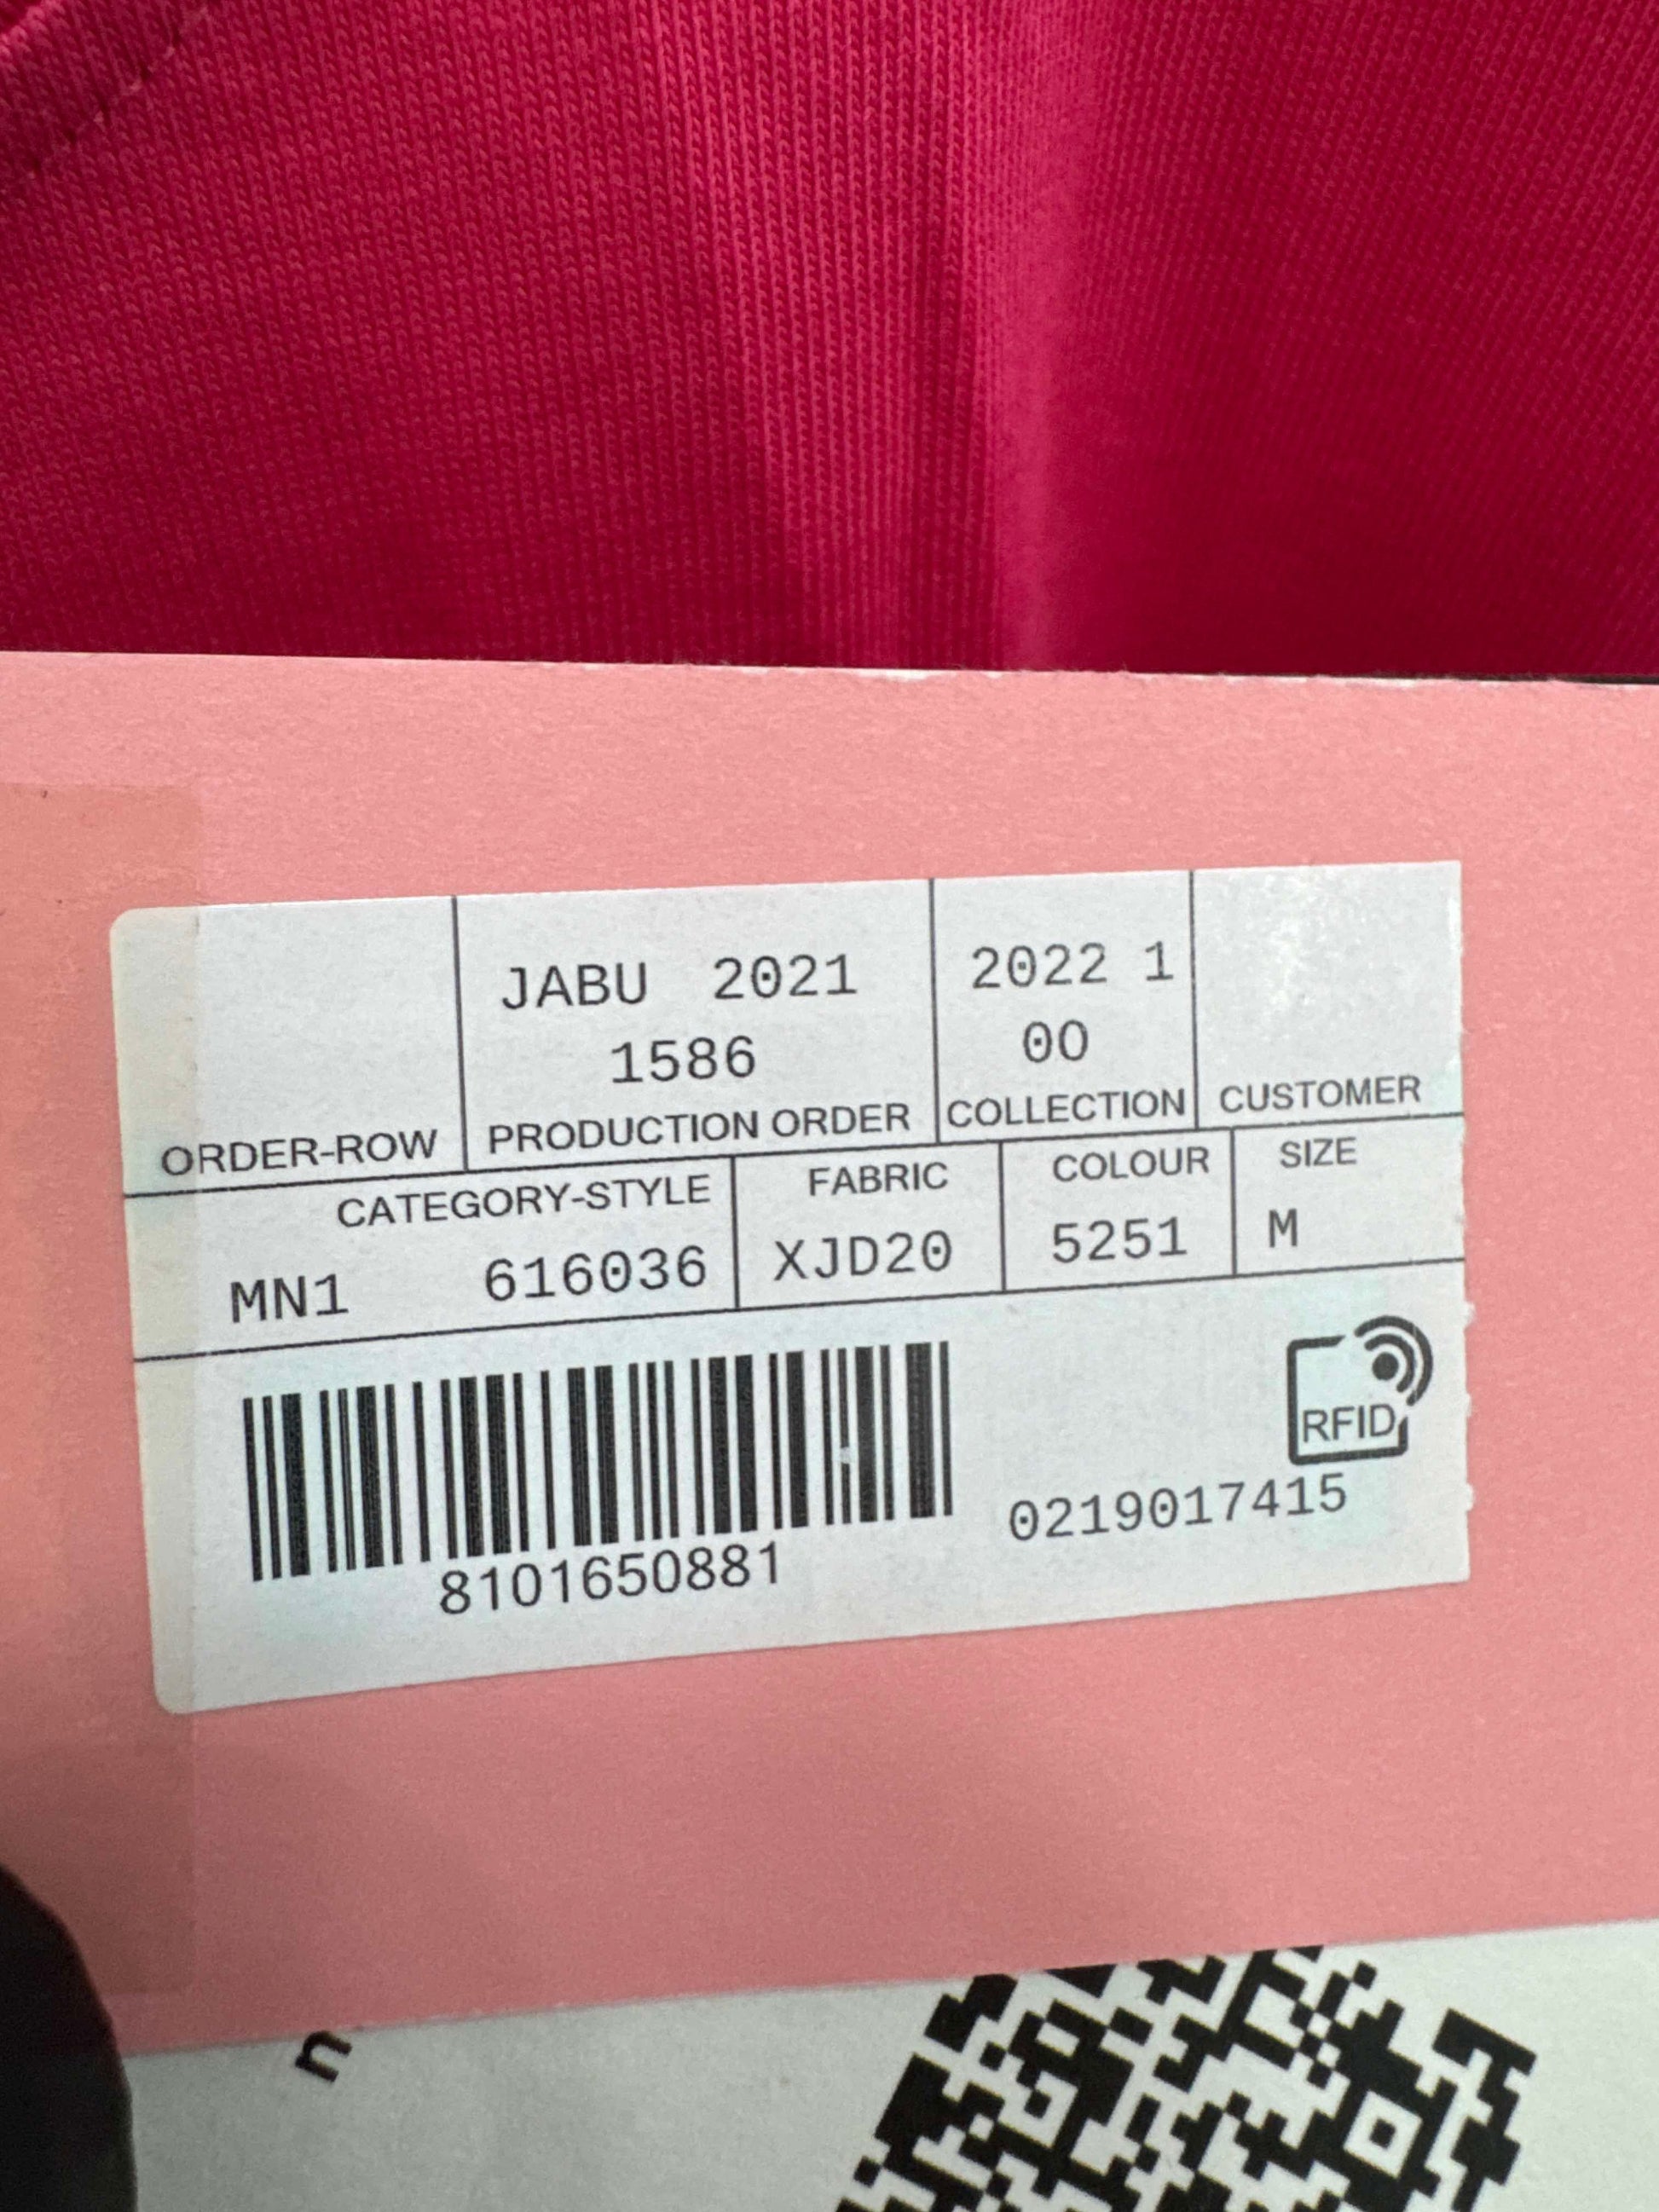 JABU 2021
1586
2022 1
00
ORDER-ROW
PRODUCTION ORDER
COLLECTION
CUSTOMER
CATEGORY-STYLE
FABRIC
COLOUR
SIZE
MN1 616036
XJD20
5251
M
RFID
8101650881
0219017415
n